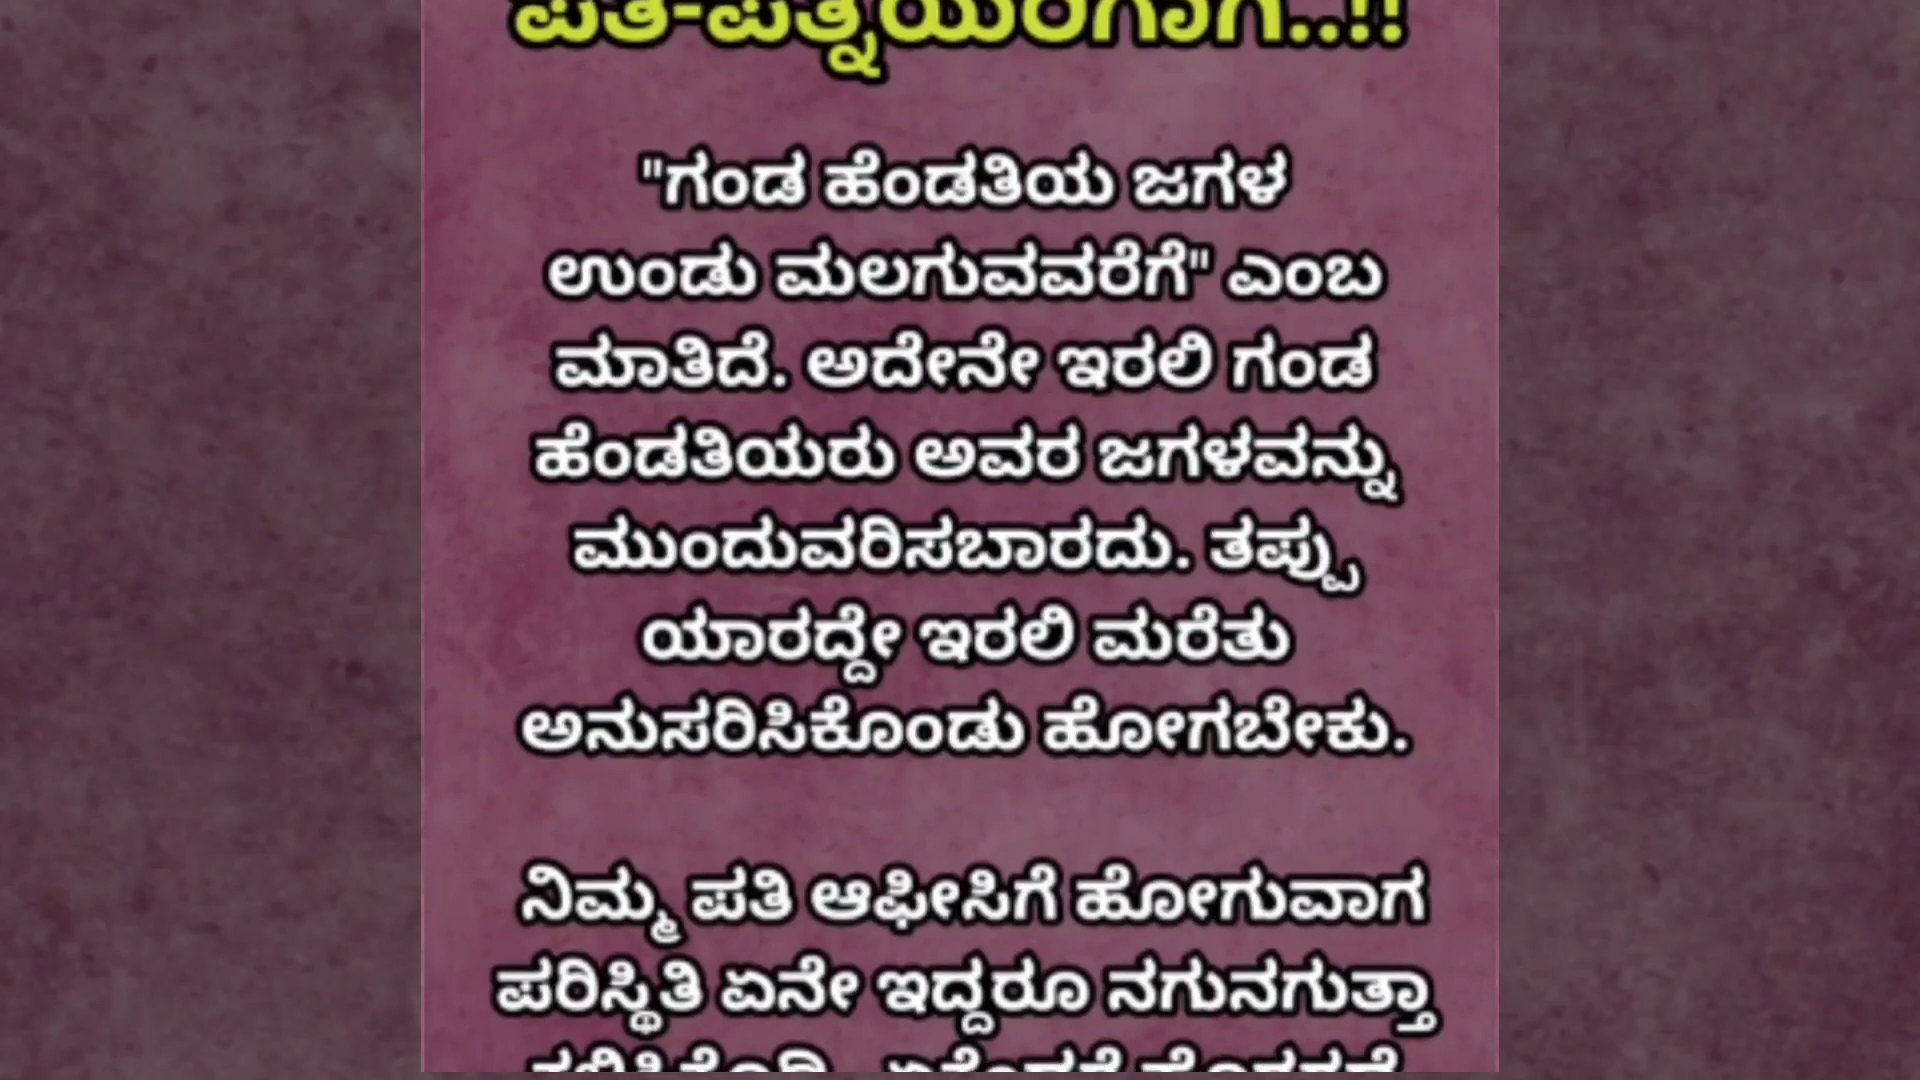 ಪತಿ-ಪತ್ನಿಯರಿಗಾಗಿ..!!
"ಗಂಡ ಹೆಂಡತಿಯ ಜಗಳ
ಉಂಡು ಮಲಗುವವರೆಗೆ" ಎಂಬ
ಮಾತಿದೆ. ಅದೇನೇ ಇರಲಿ ಗಂಡ
ಹೆಂಡತಿಯರು ಅವರ ಜಗಳವನ್ನು
ಮುಂದುವರಿಸಬಾರದು. ತಪ್ಪು
ಯಾರದ್ದೇ ಇರಲಿ ಮರೆತು
ಅನುಸರಿಸಿಕೊಂಡು ಹೋಗಬೇಕು.
ನಿಮ್ಮ ಪತಿ ಆಫೀಸಿಗೆ ಹೋಗುವಾಗ
ಪರಿಸ್ಥಿತಿ ಏನೇ ಇದ್ದರೂ ನಗುನಗುತ್ತಾ